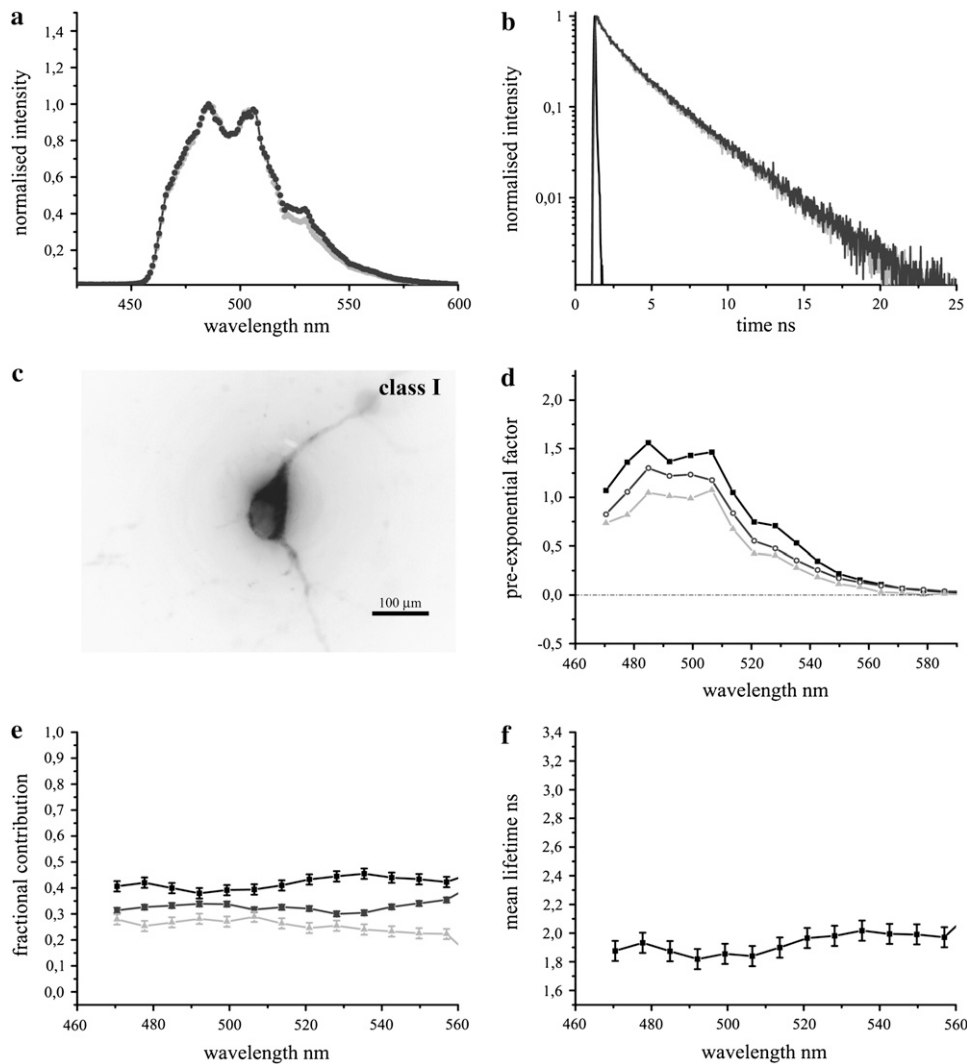 a
1,4
1,2
1,0
0,8
0,6
0,4
0,2
normalised intensity
450 500 550 600
wavelength nm
b
1
0,1
0,01
normalised intensity
0 5 10 15 20 25
time ns
c
class I
100 µm
d
2,0
1,5
1,0
0,5
0,0
-0,5
pre-exponential factor
460 480 500 520 540 560 580
wavelength nm
e
1,0
0,9
0,8
0,7
0,6
0,5
0,4
0,3
0,2
0,1
0,0
fractional contribution
460 480 500 520 540 560
wavelength nm
f
3,4
3,2
3,0
2,8
2,6
2,4
2,2
2,0
1,8
1,6
mean lifetime ns
460 480 500 520 540 560
wavelength nm